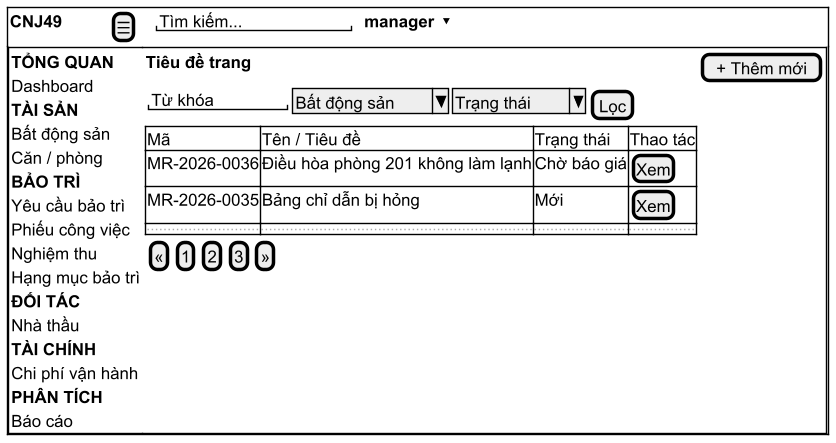 CNJ49 ☰ Tìm kiếm... manager ▼
TỔNG QUAN
Dashboard
TÀI SẢN
Bất động sản
Căn / phòng
BẢO TRÌ
Yêu cầu bảo trì
Phiếu công việc
Nghiệm thu
Hạng mục bảo trì
ĐỐI TÁC
Nhà thầu
TÀI CHÍNH
Chi phí vận hành
PHÂN TÍCH
Báo cáo
Tiêu đề trang + Thêm mới
Từ khóa Bất động sản ▼ Trạng thái ▼ Lọc
Mã Tên / Tiêu đề Trạng thái Thao tác
MR-2026-0036 Điều hòa phòng 201 không làm lạnh Chờ báo giá Xem
MR-2026-0035 Bảng chỉ dẫn bị hỏng Mới Xem
« 1 2 3 »